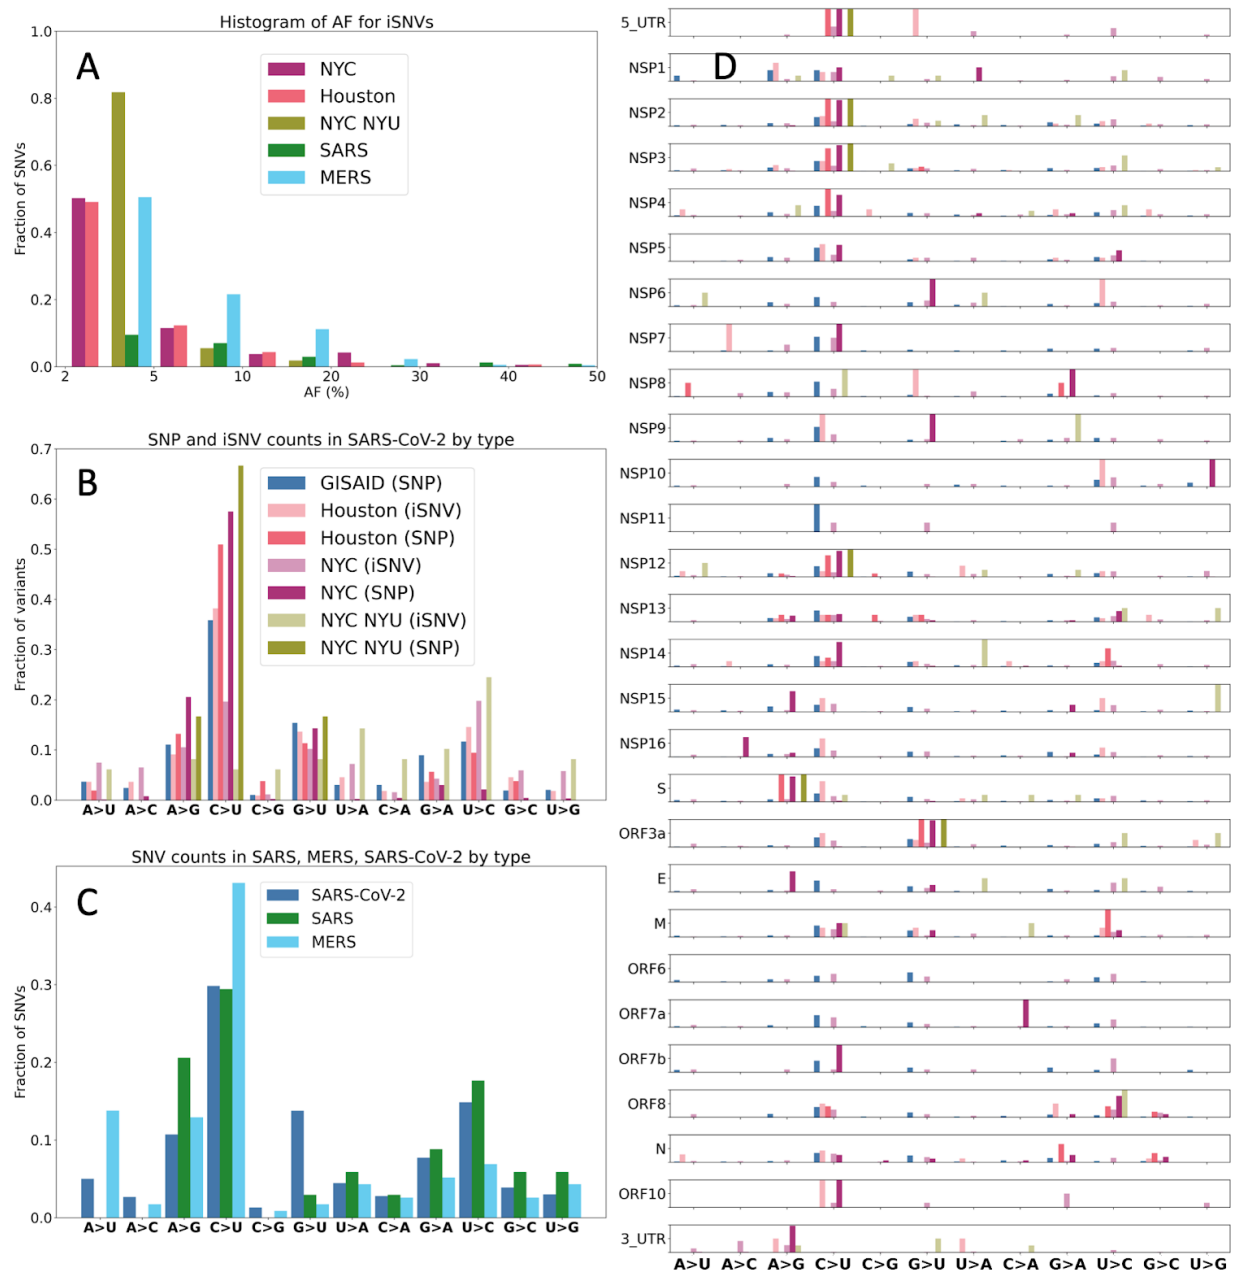 Histogram of AF for iSNVs
A
NYC
Houston
NYC NYU
SARS
MERS
Fraction of SNVs
1.0
0.8
0.6
0.4
0.2
0.0
2 5 10 20 30 40 50
AF (%)
SNP and iSNV counts in SARS-CoV-2 by type
B
GISAID (SNP)
Houston (iSNV)
Houston (SNP)
NYC (iSNV)
NYC (SNP)
NYC NYU (iSNV)
NYC NYU (SNP)
Fraction of variants
0.7
0.6
0.5
0.4
0.3
0.2
0.1
0.0
A>U A>C A>G C>U C>G G>U U>A C>A G>A U>C G>C U>G
SNV counts in SARS, MERS, SARS-CoV-2 by type
C
SARS-CoV-2
SARS
MERS
Fraction of SNVs
0.4
0.3
0.2
0.1
0.0
A>U A>C A>G C>U C>G G>U U>A C>A G>A U>C G>C U>G
D
5_UTR
NSP1
NSP2
NSP3
NSP4
NSP5
NSP6
NSP7
NSP8
NSP9
NSP10
NSP11
NSP12
NSP13
NSP14
NSP15
NSP16
S
ORF3a
E
M
ORF6
ORF7a
ORF7b
ORF8
N
ORF10
3_UTR
A>U A>C A>G C>U C>G G>U U>A C>A G>A U>C G>C U>G